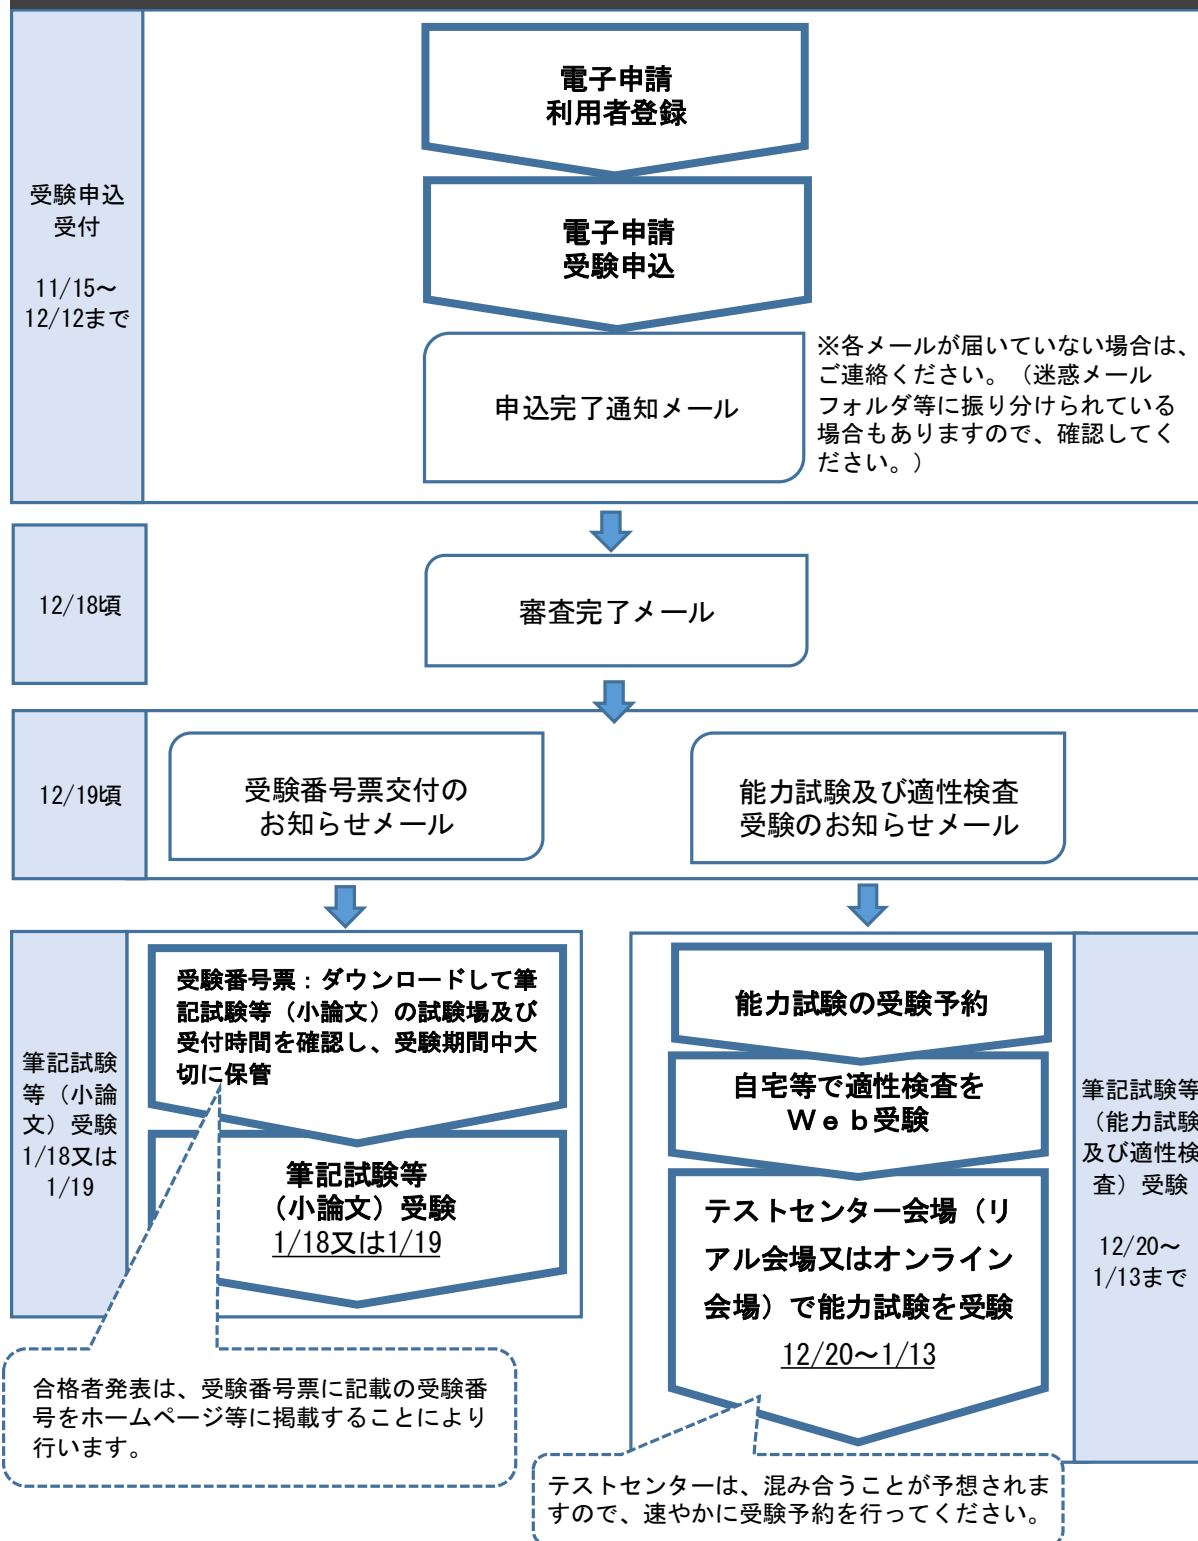 受験申込
受付
11/15～
12/12まで
電子申請
利用者登録
電子申請
受験申込
申込完了通知メール
※各メールが届いていない場合は、
ご連絡ください。（迷惑メール
フォルダ等に振り分けられている
場合もありますので、確認してく
ださい。）
12/18頃
審査完了メール
12/19頃
受験番号票交付の
お知らせメール
能力試験及び適性検査
受験のお知らせメール
筆記試験
等（小論
文）受験
1/18又は
1/19
受験番号票：ダウンロードして筆
記試験等（小論文）の試験場及び
受付時間を確認し、受験期間中大
切に保管
筆記試験等
（小論文）受験
1/18又は1/19
合格者発表は、受験番号票に記載の受験番
号をホームページ等に掲載することにより
行います。
能力試験の受験予約
自宅等で適性検査を
Ｗｅｂ受験
テストセンター会場（リ
アル会場又はオンライン
会場）で能力試験を受験
12/20～1/13
筆記試験等
（能力試験
及び適性検
査）受験
12/20～
1/13まで
テストセンターは、混み合うことが予想されま
すので、速やかに受験予約を行ってください。